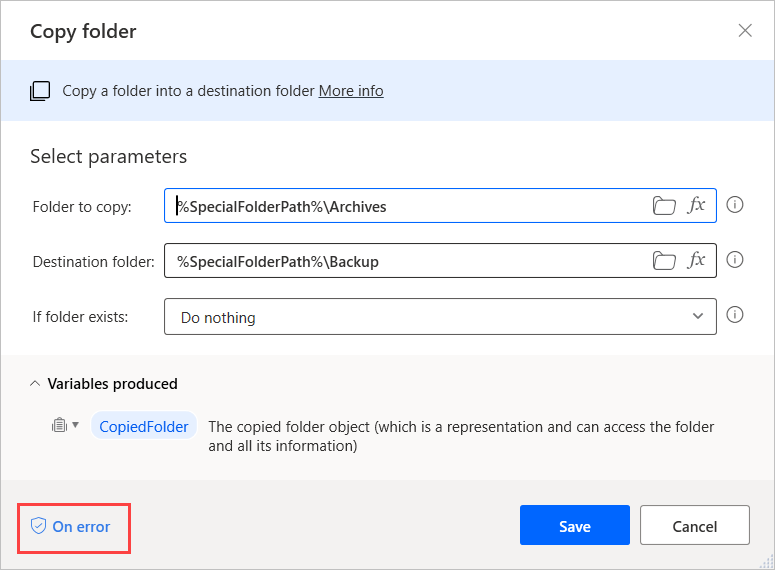 Copy folder
Copy a folder into a destination folder More info
Select parameters
Folder to copy: %SpecialFolderPath%\Archives fx
Destination folder: %SpecialFolderPath%\Backup fx
If folder exists: Do nothing
Variables produced
CopiedFolder The copied folder object (which is a representation and can access the folder
and all its information)
On error Save Cancel